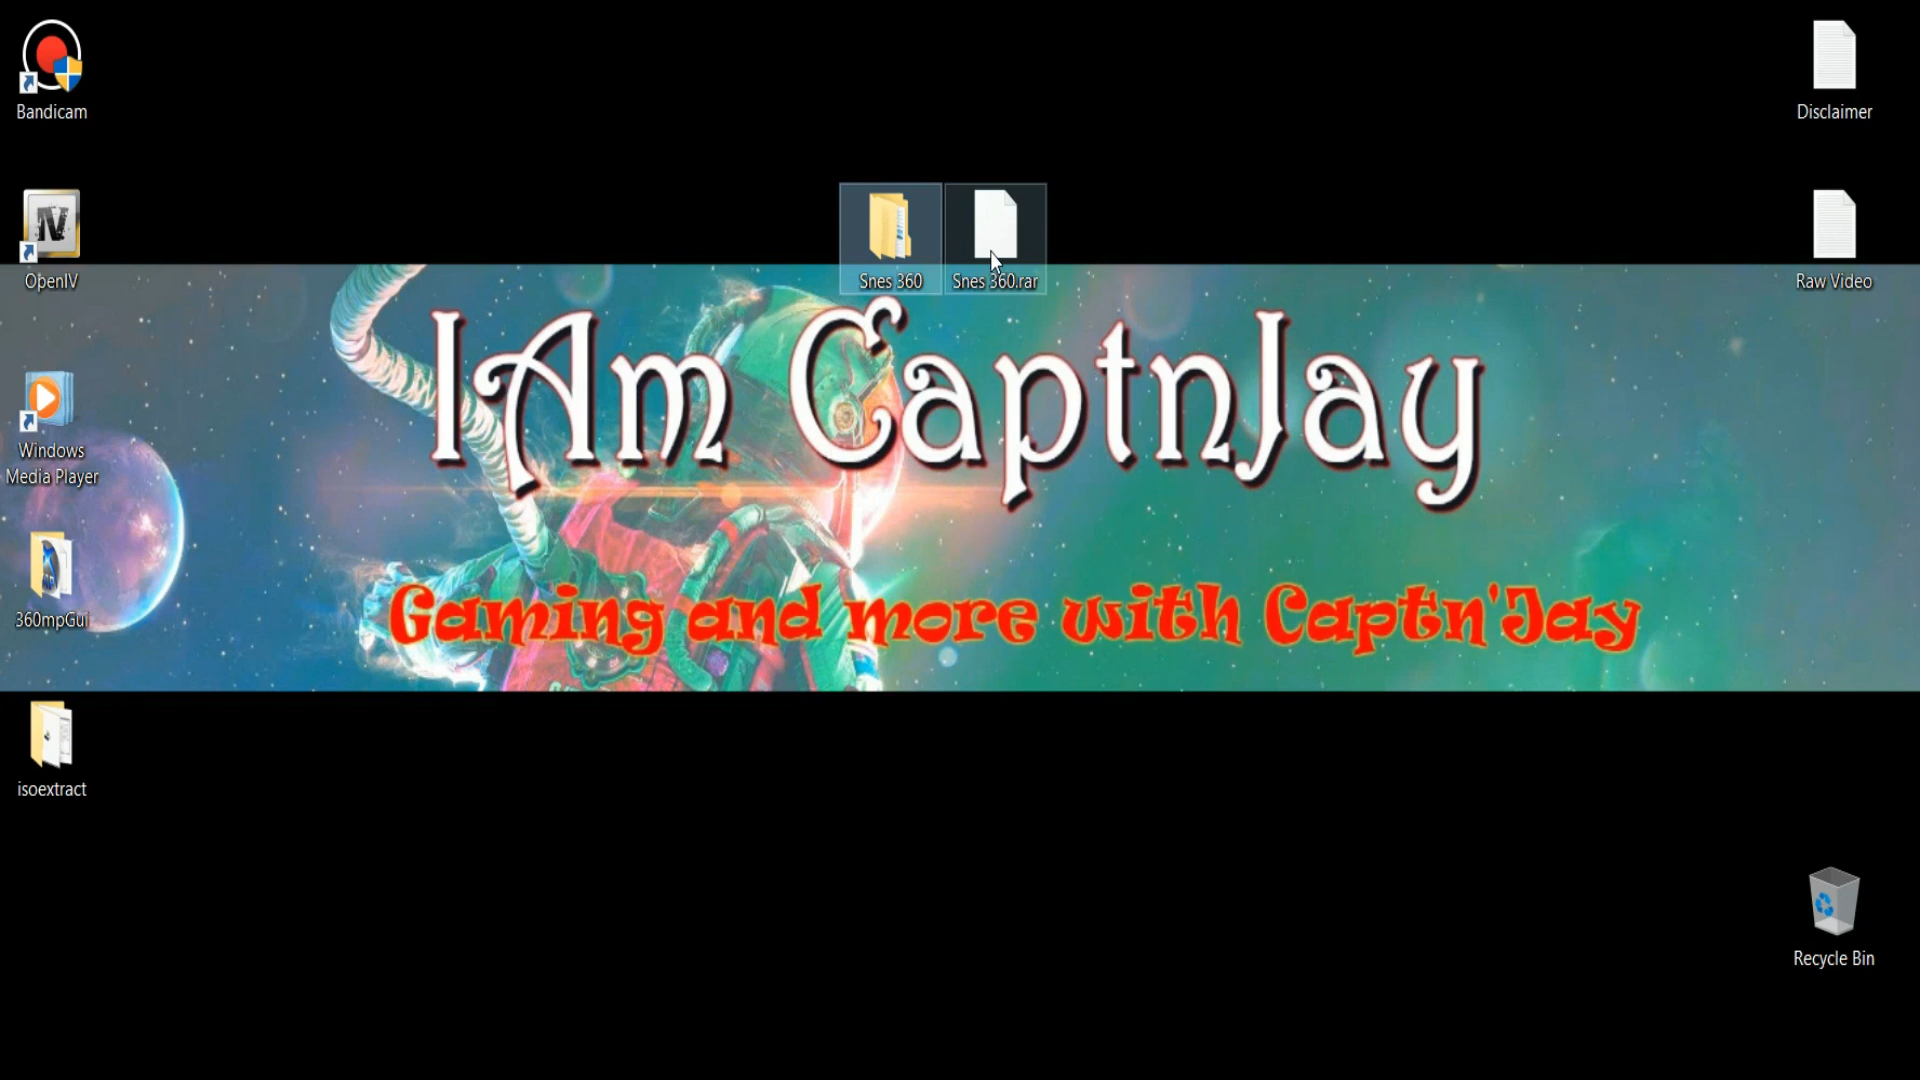 Bandicam
Disclaimer
OpenIV
Snes 360
Snes 360.rar
Raw Video
IAm CaptnJay
Windows
Media Player
Gaming and more with Captn'Jay
360mpGui
isoextract
Recycle Bin